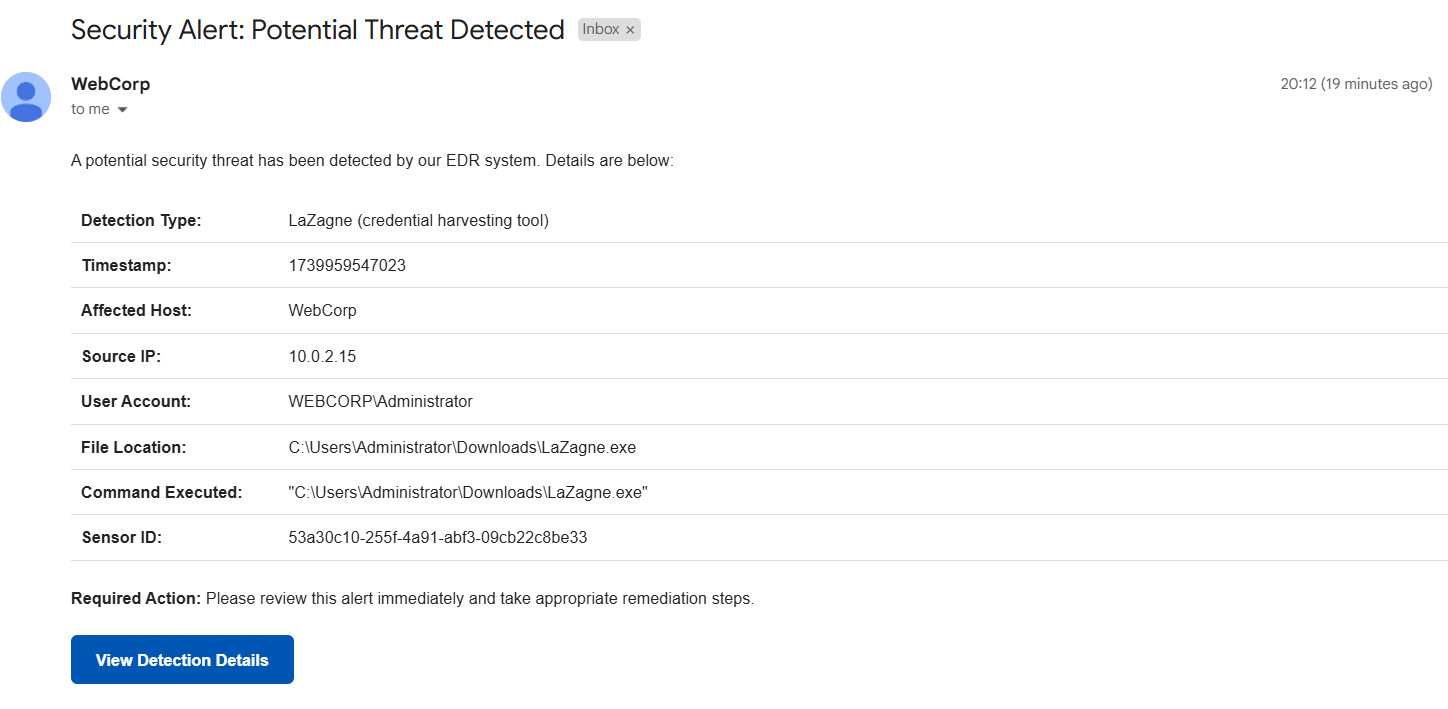 Security Alert: Potential Threat Detected Inbox ×
WebCorp 20:12 (19 minutes ago)
to me
A potential security threat has been detected by our EDR system. Details are below:
Detection Type: LaZagne (credential harvesting tool)
Timestamp: 1739959547023
Affected Host: WebCorp
Source IP: 10.0.2.15
User Account: WEBCORP\Administrator
File Location: C:\Users\Administrator\Downloads\LaZagne.exe
Command Executed: "C:\Users\Administrator\Downloads\LaZagne.exe"
Sensor ID: 53a30c10-255f-4a91-abf3-09cb22c8be33
Required Action: Please review this alert immediately and take appropriate remediation steps.
View Detection Details